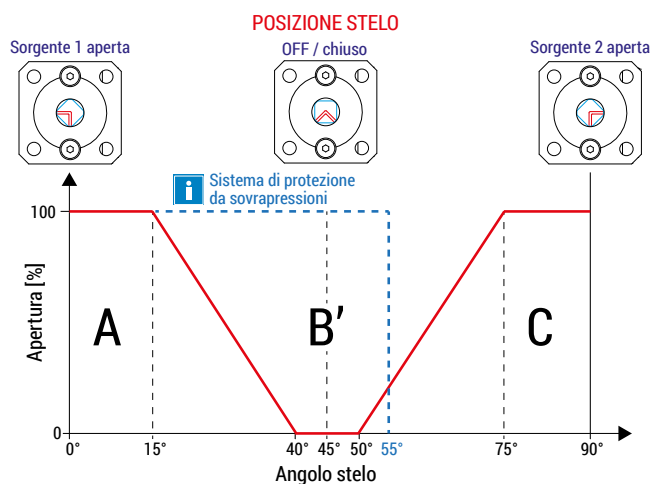 POSIZIONE STELO
Sorgente 1 aperta
OFF / chiuso
Sorgente 2 aperta
i
Sistema di protezione
da sovrapressioni
100
Apertura [%]
A
B’
C
0
0°
15°
40°
45°
50°
55°
75°
90°
Angolo stelo